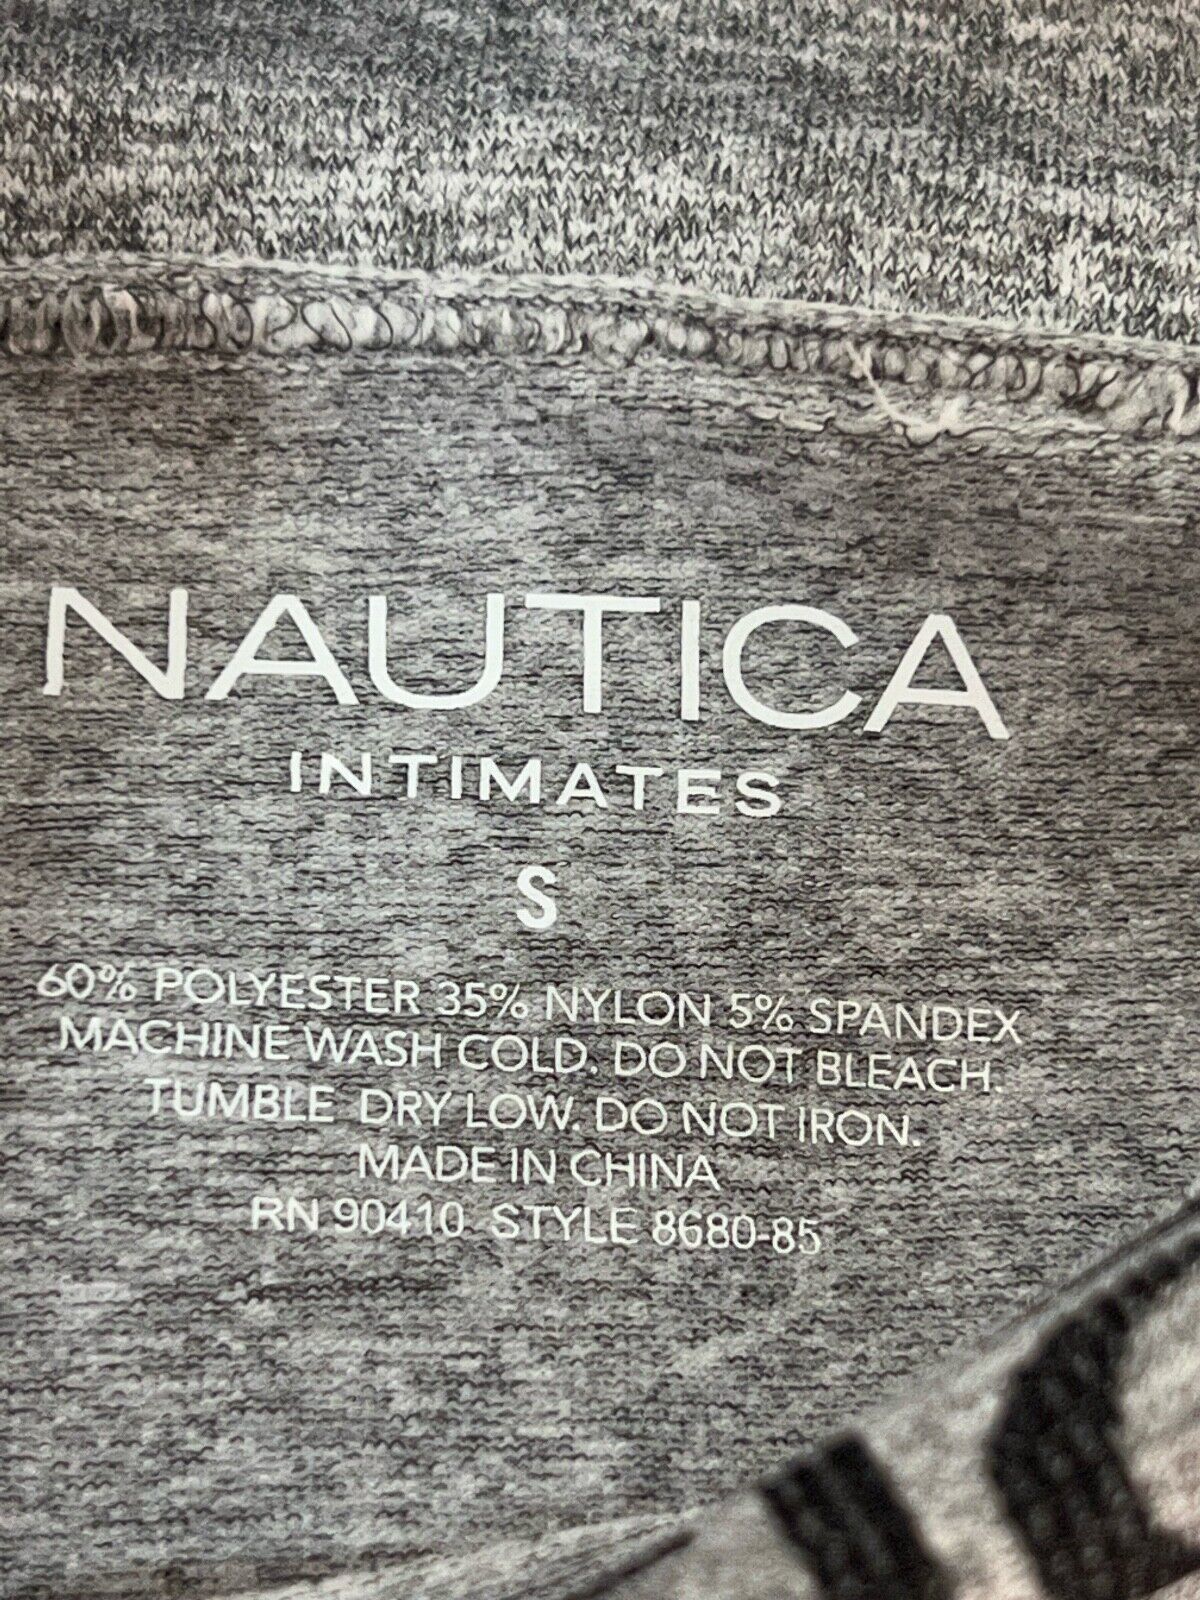 NAUTICA
INTIMATES
S
60% POLYESTER 35% NYLON 5% SPANDEX
MACHINE WASH COLD. DO NOT BLEACH.
TUMBLE DRY LOW. DO NOT IRON.
MADE IN CHINA
RN 90410 STYLE 8680-85